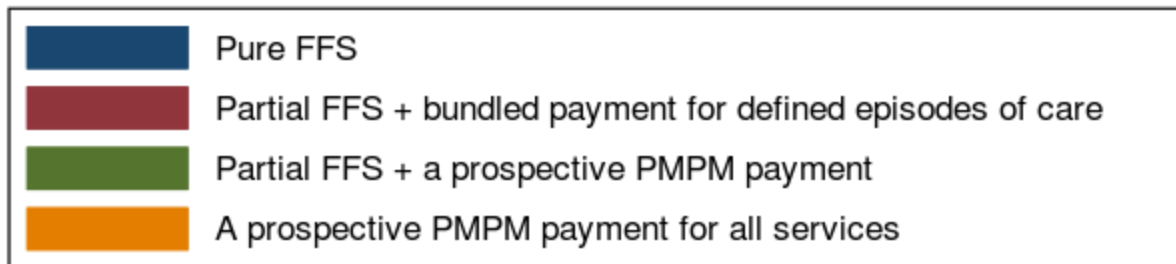 Pure FFS
Partial FFS + bundled payment for defined episodes of care
Partial FFS + a prospective PMPM payment
A prospective PMPM payment for all services